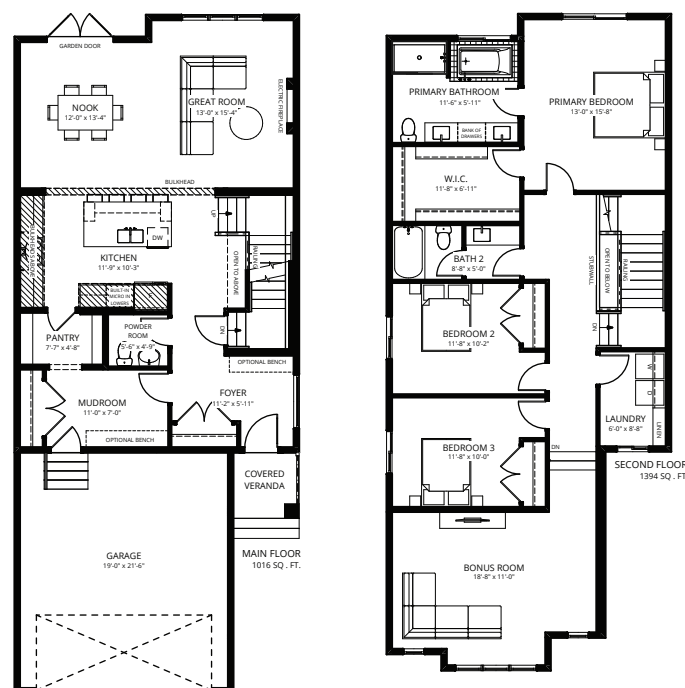 GARDEN DOOR
NOOK
12'-0" x 13'-4"
GREAT ROOM
13'-0" x 15'-4"
ELECTRIC FIREPLACE
BULKHEAD
BULKHEAD ABOVE
UP
DW
KITCHEN
11'-9" x 10'-3"
OPEN TO ABOVE
RAILING
BUILT-IN
MICRO IN
LOWERS
PANTRY
7'-7" x 4'-8"
POWDER
ROOM
5'-6" x 4'-9"
DN
OPTIONAL BENCH
MUDROOM
11'-0" x 7'-0"
FOYER
11'-2" x 5'-11"
OPTIONAL BENCH
COVERED
VERANDA
GARAGE
19'-0" x 21'-6"
MAIN FLOOR
1016 SQ . FT.
PRIMARY BATHROOM
11'-6" x 5'-11"
BANK OF
DRAWERS
PRIMARY BEDROOM
13'-0" x 15'-8"
W.I.C.
11'-8" x 6'-11"
BATH 2
8'-8" x 5'-0"
STUBWALL
OPEN TO BELOW
RAILING
DN
BEDROOM 2
11'-8" x 10'-2"
W
D
LAUNDRY
6'-0" x 8'-8"
LINEN
BEDROOM 3
11'-8" x 10'-0"
DN
SECOND FLOOR
1394 SQ . FT
BONUS ROOM
18'-8" x 11'-0"